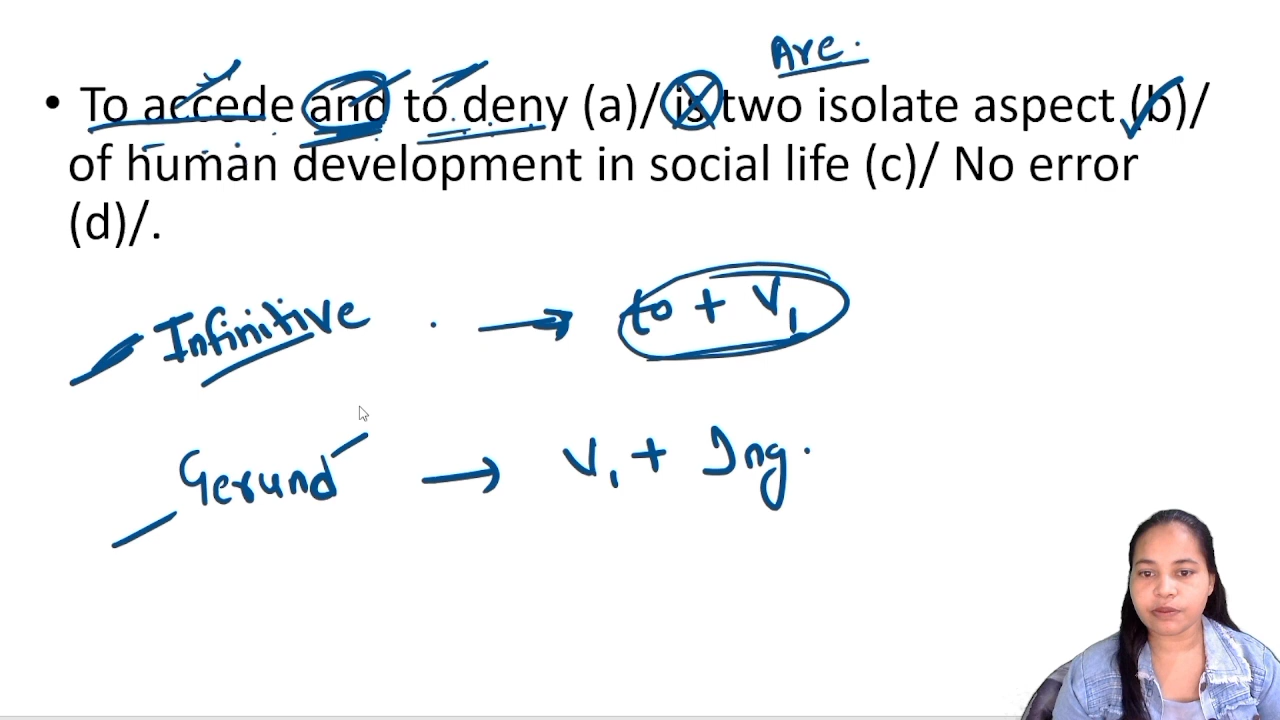 Are.
• To accede and to deny (a)/ is two isolate aspect (b)/
of human development in social life (c)/ No error
(d)/.
Infinitive → to + V1
Gerund → V1 + Ing.